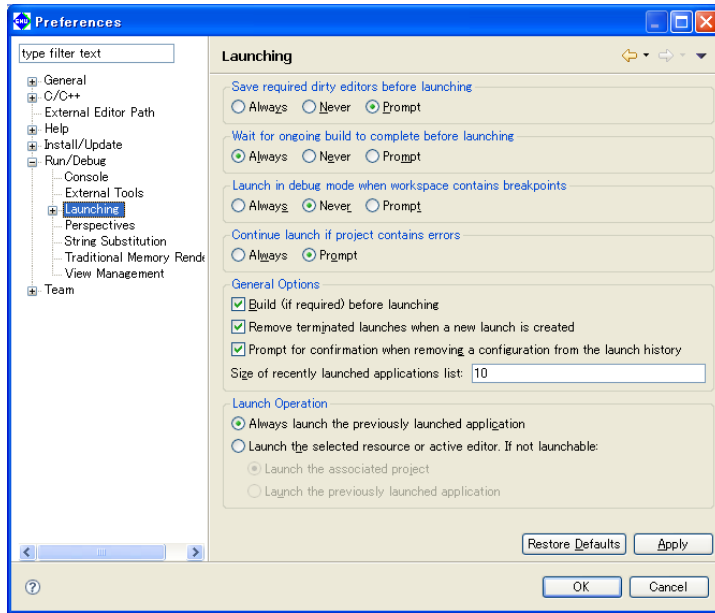 EHU Preferences
type filter text
General
C/C++
External Editor Path
Help
Install/Update
Run/Debug
Console
External Tools
Launching
Perspectives
String Substitution
Traditional Memory Rende
View Management
Team
Launching
Save required dirty editors before launching
Always Never Prompt
Wait for ongoing build to complete before launching
Always Never Prompt
Launch in debug mode when workspace contains breakpoints
Always Never Prompt
Continue launch if project contains errors
Always Prompt
General Options
Build (if required) before launching
Remove terminated launches when a new launch is created
Prompt for confirmation when removing a configuration from the launch history
Size of recently launched applications list: 10
Launch Operation
Always launch the previously launched application
Launch the selected resource or active editor. If not launchable:
Launch the associated project
Launch the previously launched application
Restore Defaults Apply
? OK Cancel